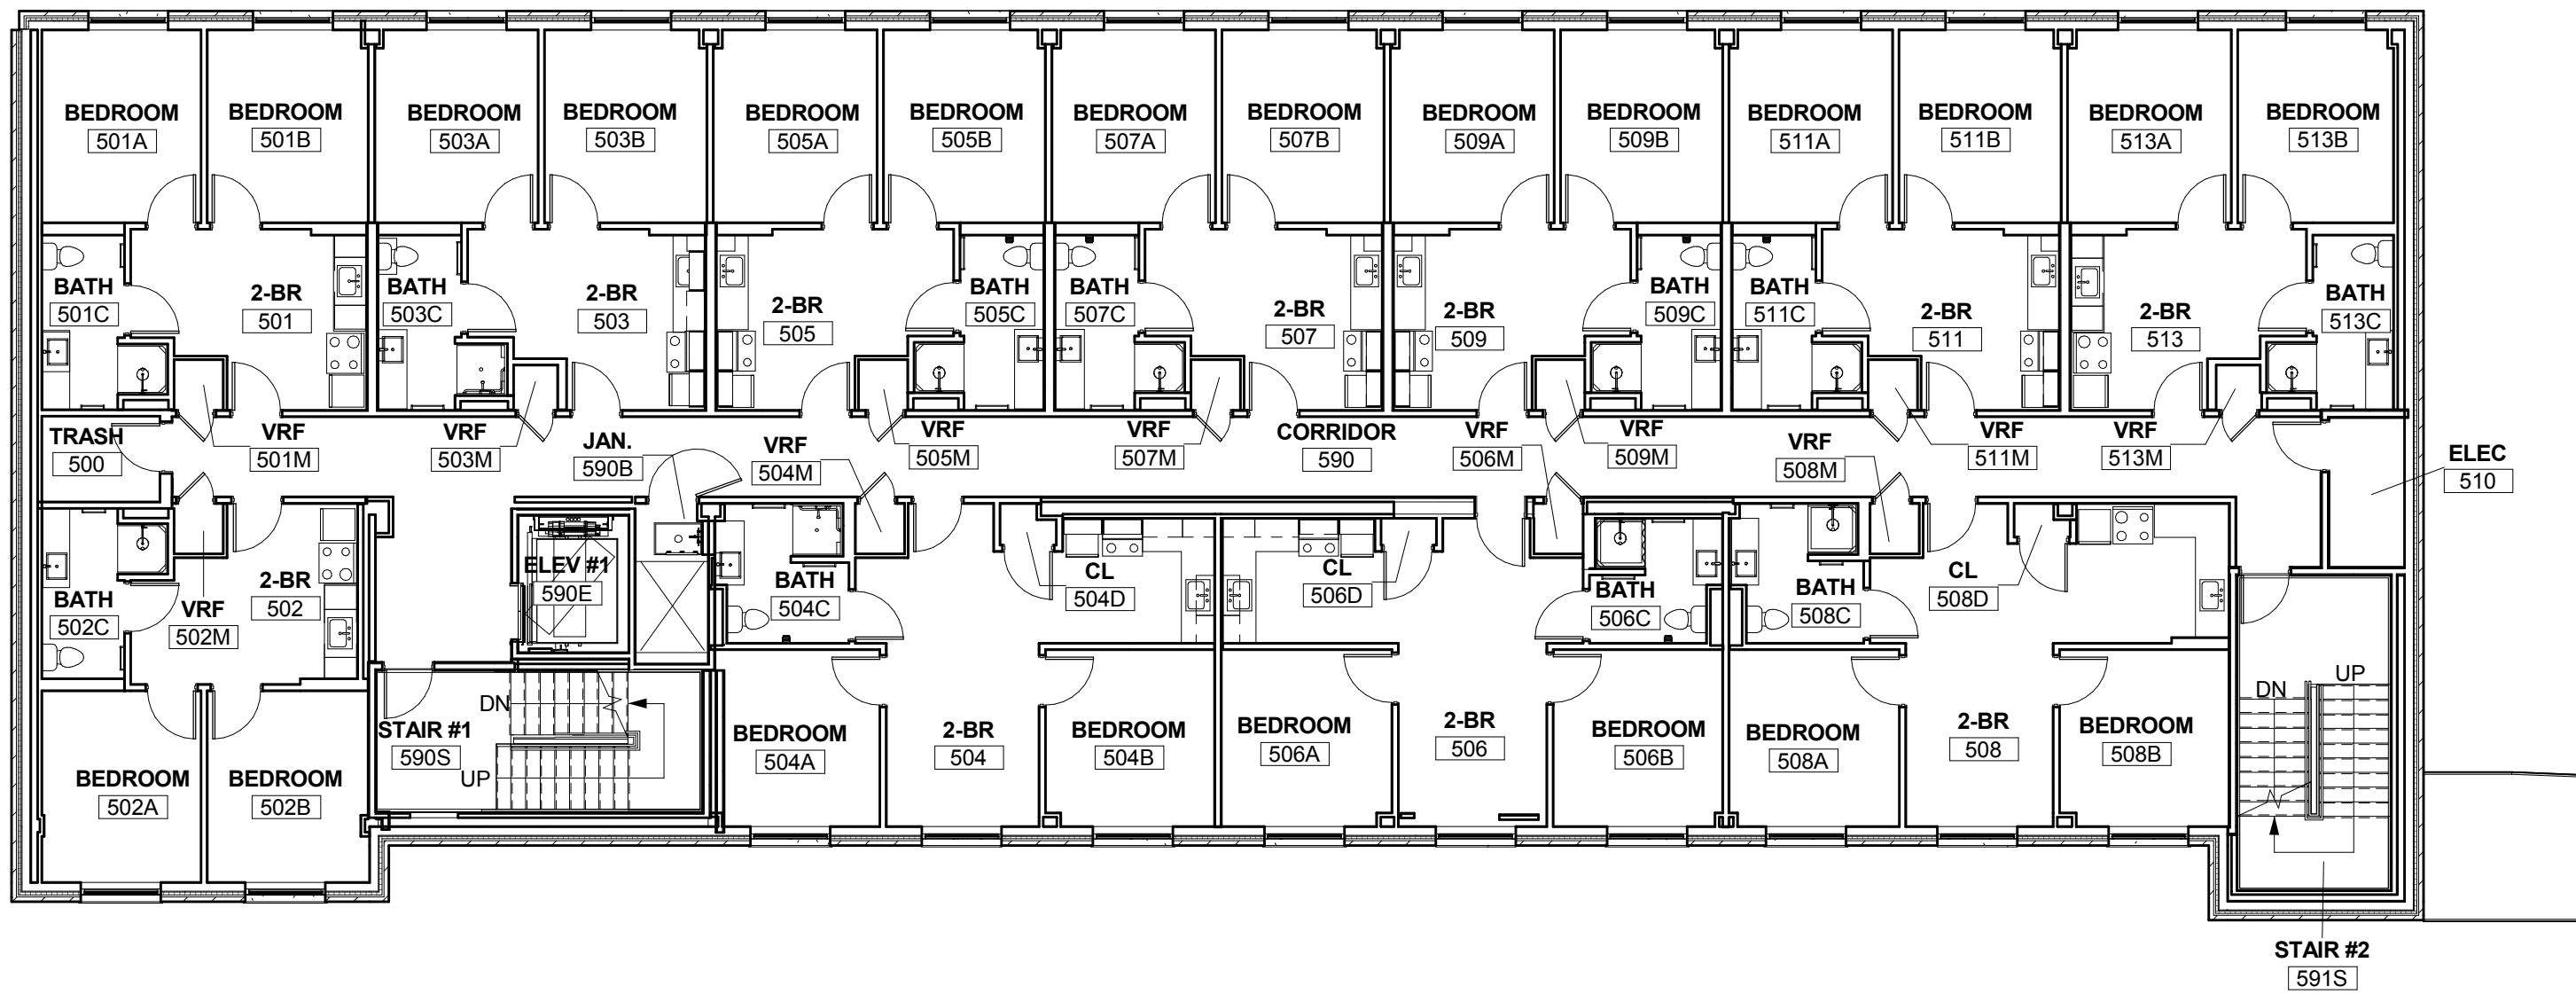 BEDROOM
501A
BEDROOM
501B
BEDROOM
503A
BEDROOM
503B
BEDROOM
505A
BEDROOM
505B
BEDROOM
507A
BEDROOM
507B
BEDROOM
509A
BEDROOM
509B
BEDROOM
511A
BEDROOM
511B
BEDROOM
513A
BEDROOM
513B
BATH
501C
2-BR
501
BATH
503C
2-BR
503
2-BR
505
BATH
505C
BATH
507C
2-BR
507
2-BR
509
BATH
509C
BATH
511C
2-BR
511
2-BR
513
BATH
513C
TRASH
500
VRF
501M
VRF
503M
JAN.
590B
VRF
504M
VRF
505M
VRF
507M
CORRIDOR
590
VRF
506M
VRF
509M
VRF
508M
VRF
511M
VRF
513M
ELEC
510
BATH
502C
VRF
502M
2-BR
502
ELEV #1
590E
BATH
504C
CL
504D
CL
506D
BATH
506C
BATH
508C
CL
508D
BEDROOM
502A
BEDROOM
502B
STAIR #1
590S
DN
UP
BEDROOM
504A
2-BR
504
BEDROOM
504B
BEDROOM
506A
2-BR
506
BEDROOM
506B
BEDROOM
508A
2-BR
508
BEDROOM
508B
DN
UP
STAIR #2
591S